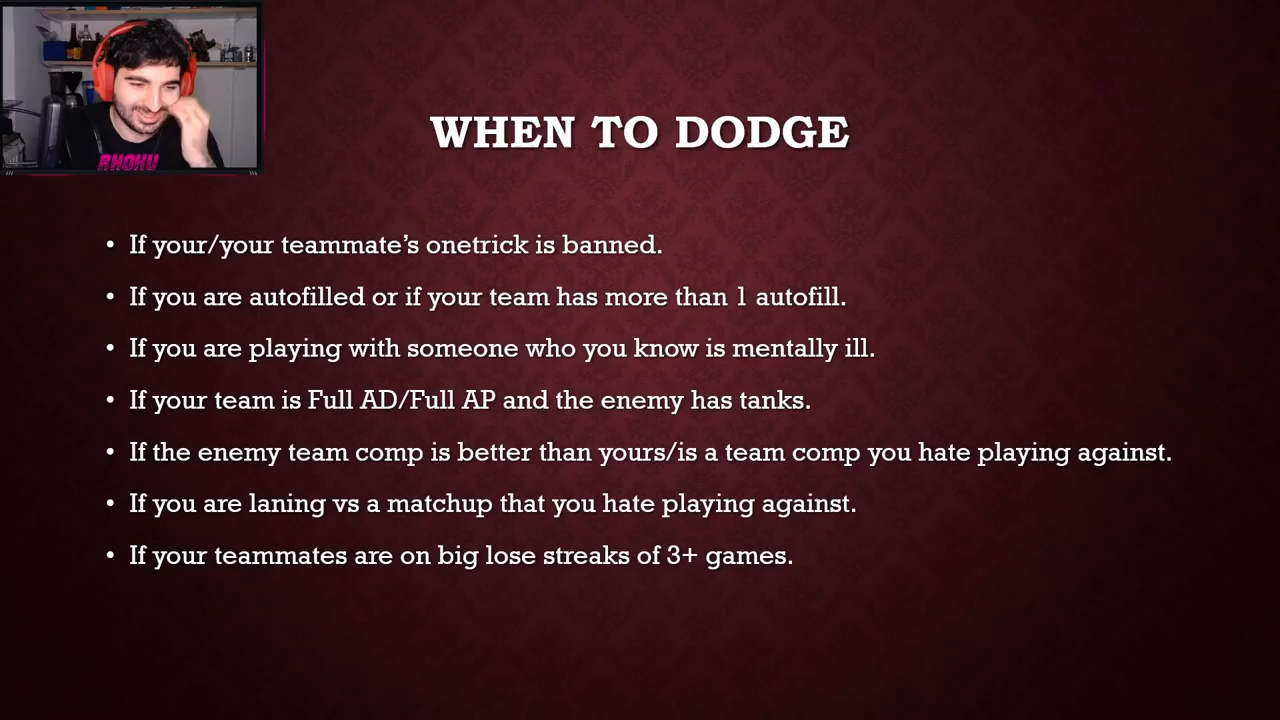 RHOKU
WHEN TO DODGE
• If your/your teammate’s onetrick is banned.
• If you are autofilled or if your team has more than 1 autofill.
• If you are playing with someone who you know is mentally ill.
• If your team is Full AD/Full AP and the enemy has tanks.
• If the enemy team comp is better than yours/is a team comp you hate playing against.
• If you are laning vs a matchup that you hate playing against.
• If your teammates are on big lose streaks of 3+ games.